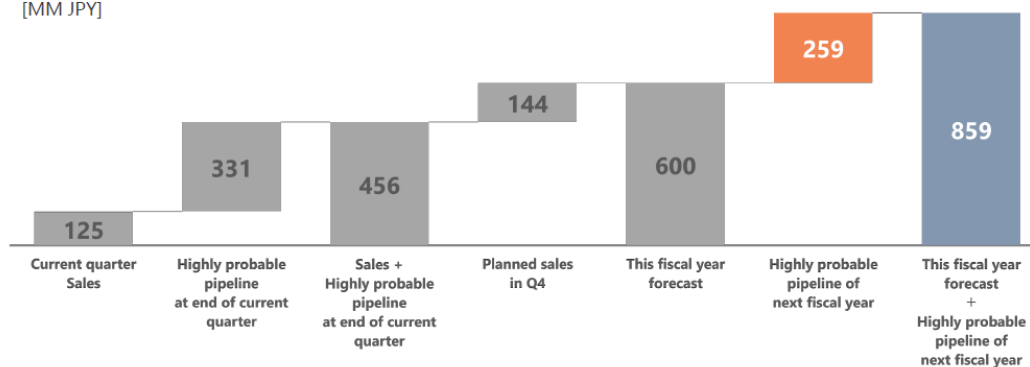 [MM JPY]
259
144
859
331
600
456
125
Current quarter
Sales
Highly probable
pipeline
at end of current
quarter
Sales +
Highly probable
pipeline
at end of current
quarter
Planned sales
in Q4
This fiscal year
forecast
Highly probable
pipeline of
next fiscal year
This fiscal year
forecast
+
Highly probable
pipeline of
next fiscal year